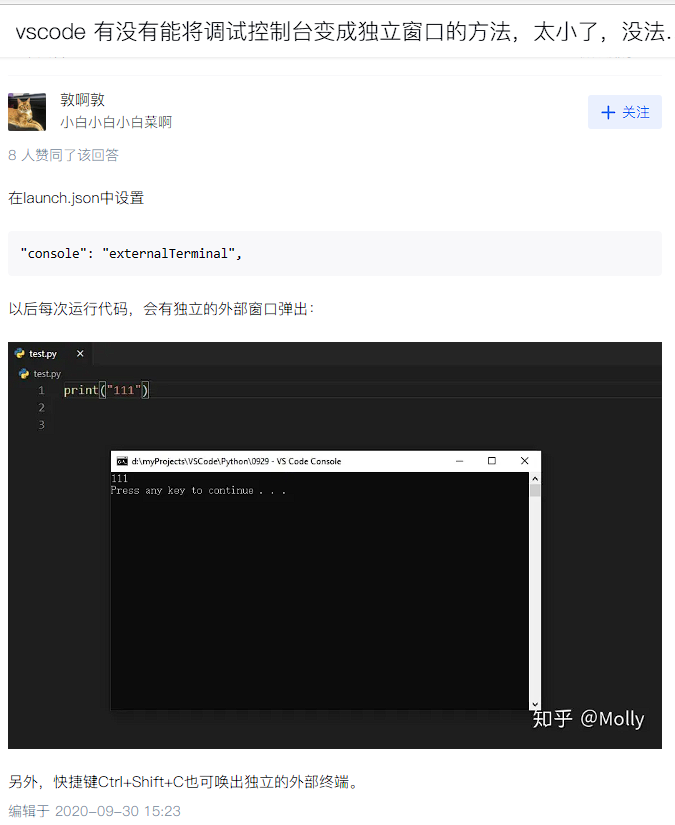 vscode 有没有能将调试控制台变成独立窗口的方法，太小了，没法.
敦啊敦
小白小白小白菜啊
+ 关注
8 人赞同了该回答
在launch.json中设置
"console": "externalTerminal",
以后每次运行代码，会有独立的外部窗口弹出：
test.py
test.py
1 print("111")
2
3
d:\myProjects\VSCode\Python\0929 - VS Code Console
111
Press any key to continue . . .
知乎 @Molly
另外，快捷键Ctrl+Shift+C也可唤出独立的外部终端。
编辑于 2020-09-30 15:23